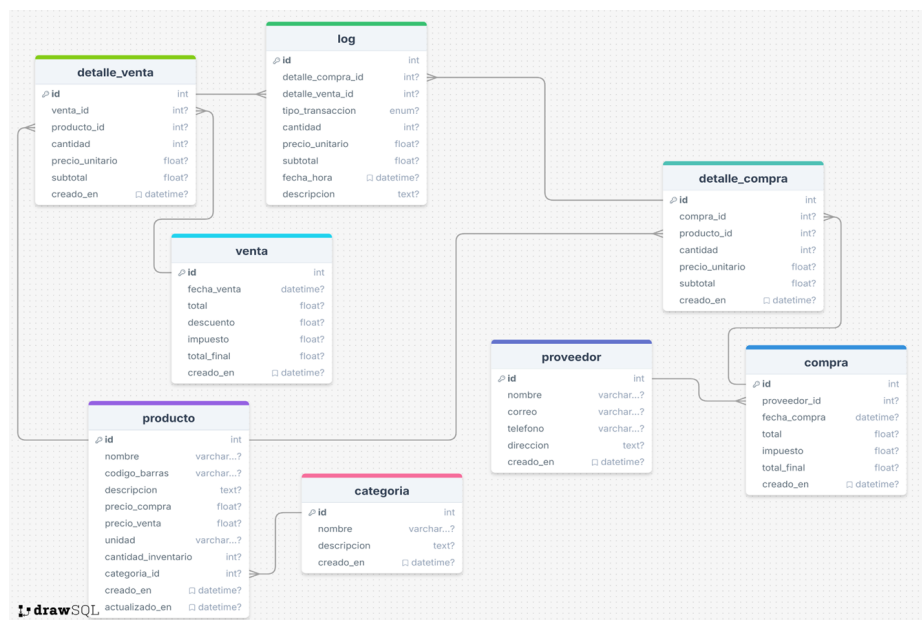 log
id int
detalle_compra_id int?
detalle_venta_id int?
tipo_transaccion enum?
cantidad int?
precio_unitario float?
subtotal float?
fecha_hora datetime?
descripcion text?
detalle_venta
id int
venta_id int?
producto_id int?
cantidad int?
precio_unitario float?
subtotal float?
creado_en datetime?
detalle_compra
id int
compra_id int?
producto_id int?
cantidad int?
precio_unitario float?
subtotal float?
creado_en datetime?
venta
id int
fecha_venta datetime?
total float?
descuento float?
impuesto float?
total_final float?
creado_en datetime?
proveedor
id int
nombre varchar...?
correo varchar...?
telefono varchar...?
direccion text?
creado_en datetime?
compra
id int
proveedor_id int?
fecha_compra datetime?
total float?
impuesto float?
total_final float?
creado_en datetime?
producto
id int
nombre varchar...?
codigo_barras varchar...?
descripcion text?
precio_compra float?
precio_venta float?
unidad varchar...?
cantidad_inventario int?
categoria_id int?
creado_en datetime?
actualizado_en datetime?
categoria
id int
nombre varchar...?
descripcion text?
creado_en datetime?
drawSQL